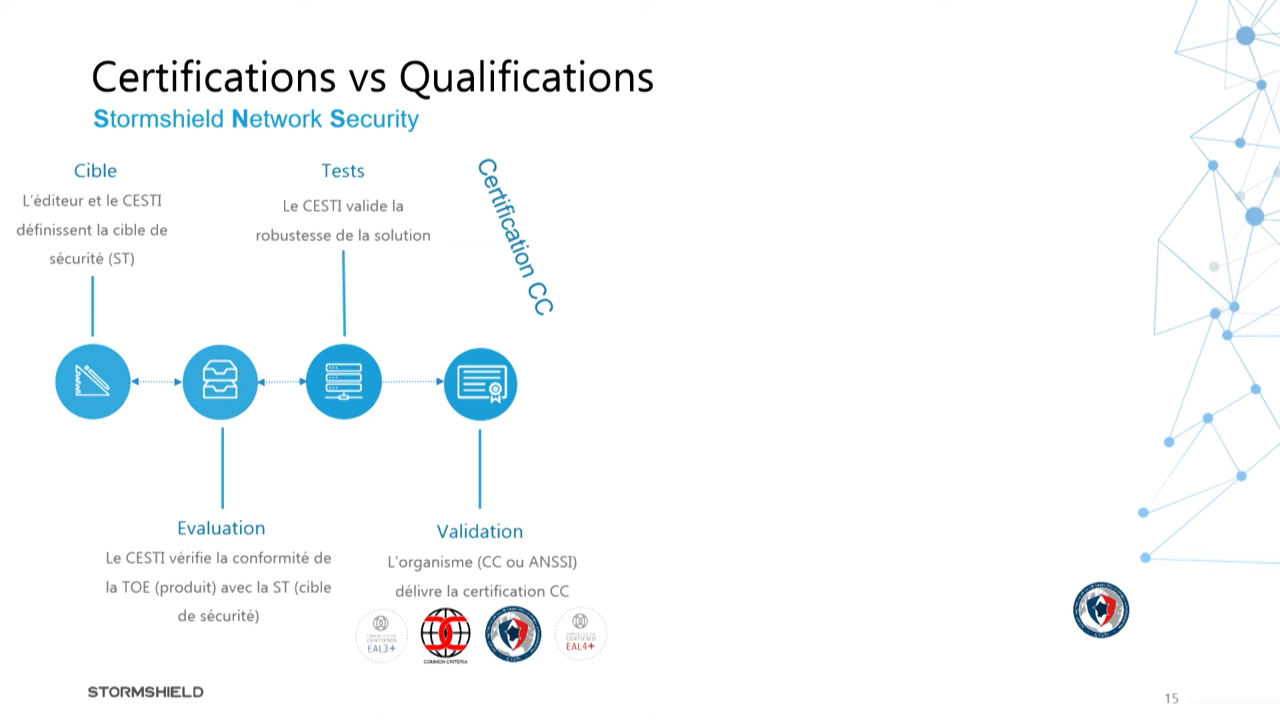 Certifications vs Qualifications
Stormshield Network Security
Cible
L'éditeur et le CESTI
définissent la cible de
sécurité (ST)
Tests
Le CESTI valide la
robustesse de la solution
Certification CC
Evaluation
Le CESTI vérifie la conformité de
la TOE (produit) avec la ST (cible
de sécurité)
Validation
L'organisme (CC ou ANSSI)
délivre la certification CC
CERTIFIED
EAL3+
COMMON CRITERIA
CERTIFIED
EAL4+
STORMSHIELD
15